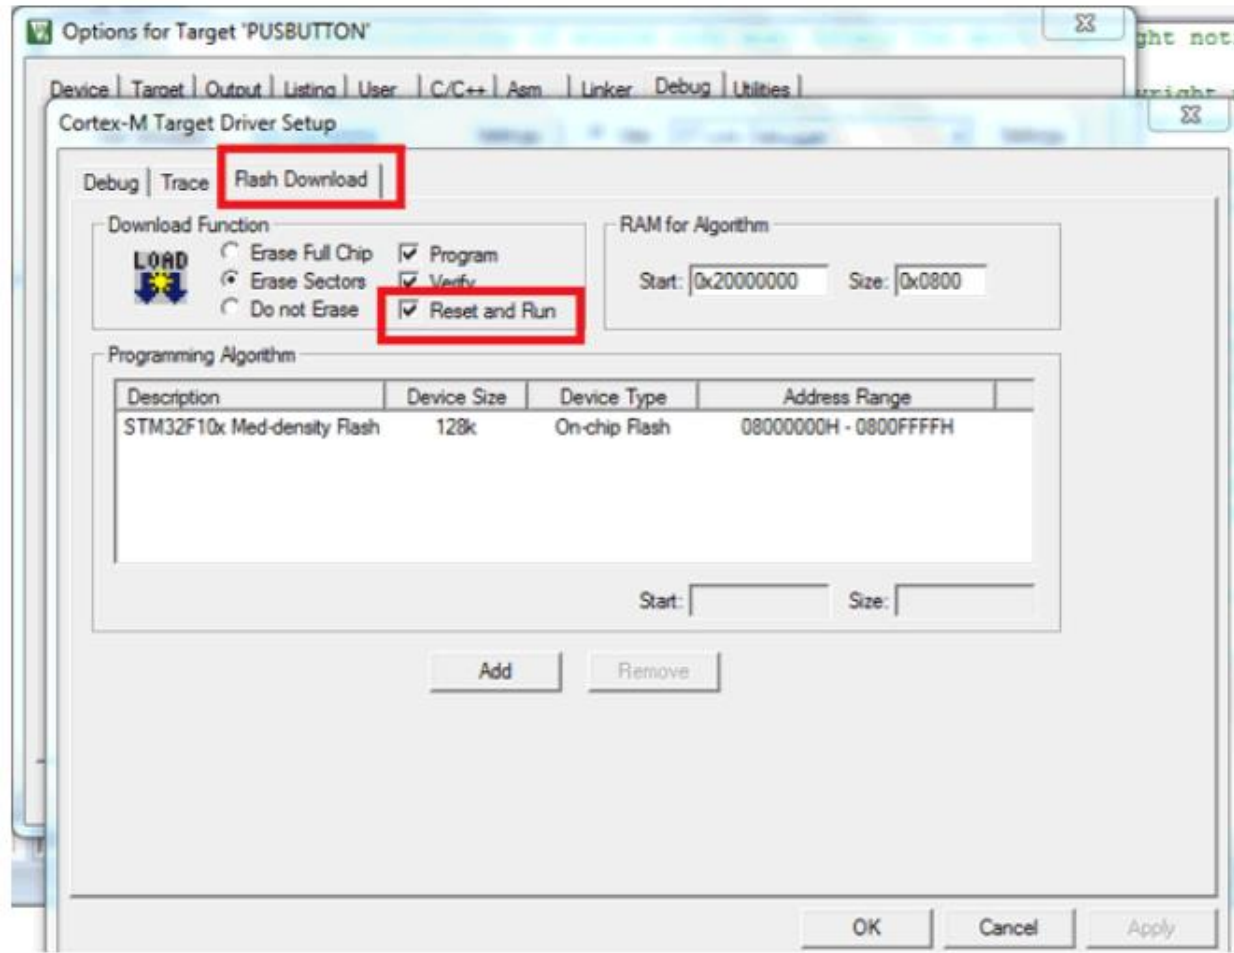 Options for Target 'PUSBUTTON'
ght not
Device Target Output Listing User C/C++ Asm Linker Debug Utilities
yright
Cortex-M Target Driver Setup
Debug Trace Flash Download
Download Function
RAM for Algorithm
LOAD
Erase Full Chip Program
Erase Sectors Verify
Start: 0x20000000 Size: 0x0800
Do not Erase Reset and Run
Programming Algorithm
Description Device Size Device Type Address Range
STM32F10x Med-density Flash 128k On-chip Flash 08000000H - 0800FFFFH
Start: Size:
Add Remove
OK Cancel Apply